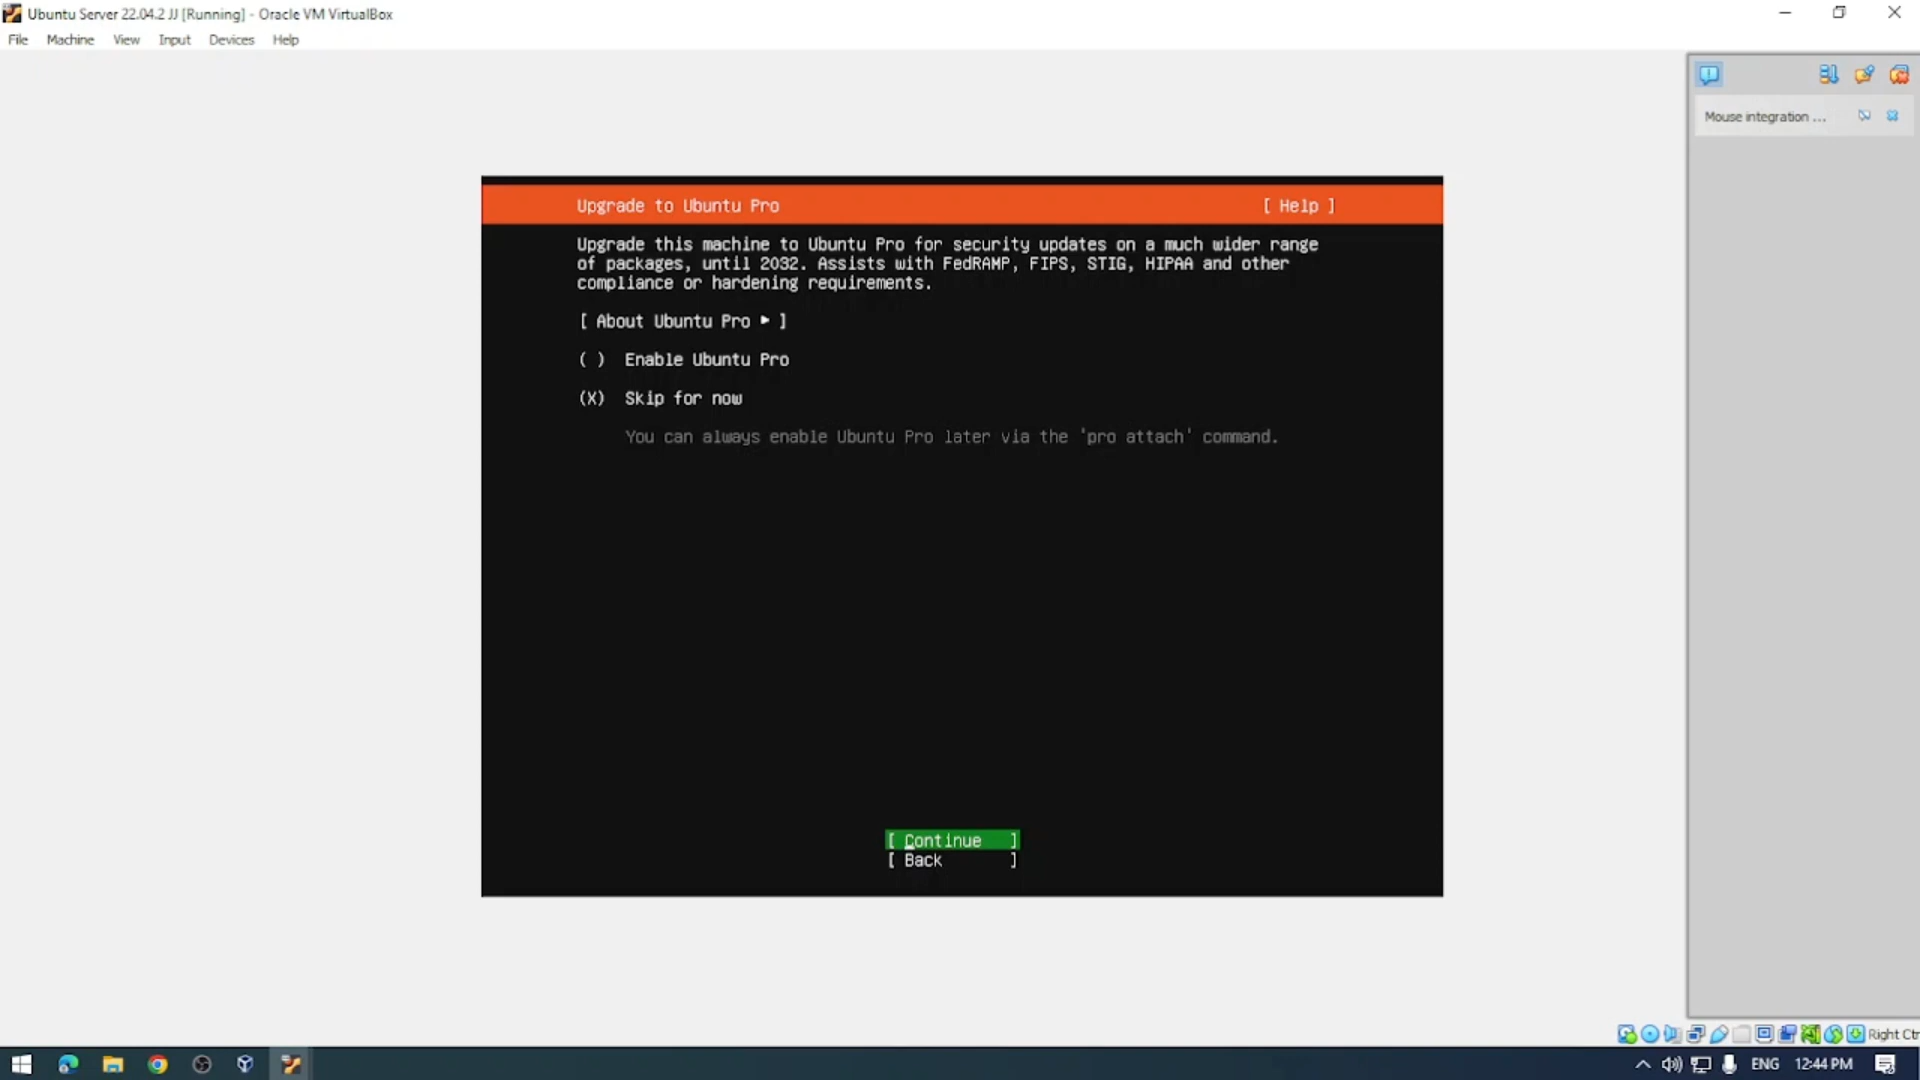 Ubuntu Server 22.04.2 JJ [Running] - Oracle VM VirtualBox
File Machine View Input Devices Help
Mouse integration ...
Upgrade to Ubuntu Pro [ Help ]
Upgrade this machine to Ubuntu Pro for security updates on a much wider range
of packages, until 2032. Assists with FedRAMP, FIPS, STIG, HIPAA and other
compliance or hardening requirements.
[ About Ubuntu Pro ► ]
( ) Enable Ubuntu Pro
(X) Skip for now
You can always enable Ubuntu Pro later via the 'pro attach' command.
[ Continue ]
[ Back ]
Right Ctr
ENG 12:44 PM